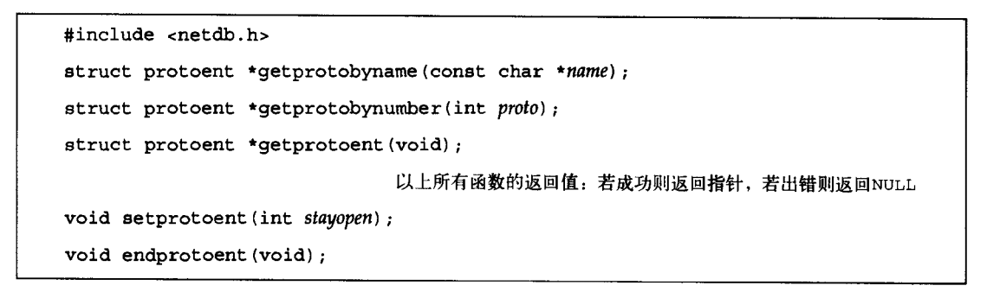 #include <netdb.h>
struct protoent *getprotobyname(const char *name);
struct protoent *getprotobynumber(int proto);
struct protoent *getprotoent(void);
以上所有函数的返回值：若成功则返回指针，若出错则返回NULL
void setprotoent(int stayopen);
void endprotoent(void);